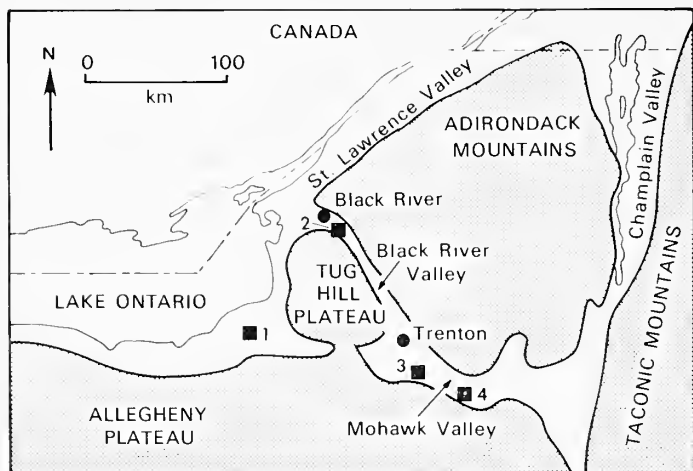 CANADA
N
0 100
km
St. Lawrence Valley
ADIRONDACK
MOUNTAINS
Champlain Valley
Black River
2
Black River
Valley
LAKE ONTARIO
TUG
HILL
PLATEAU
1
Trenton
3
4
ALLEGHENY
PLATEAU
Mohawk Valley
TACONIC MOUNTAINS